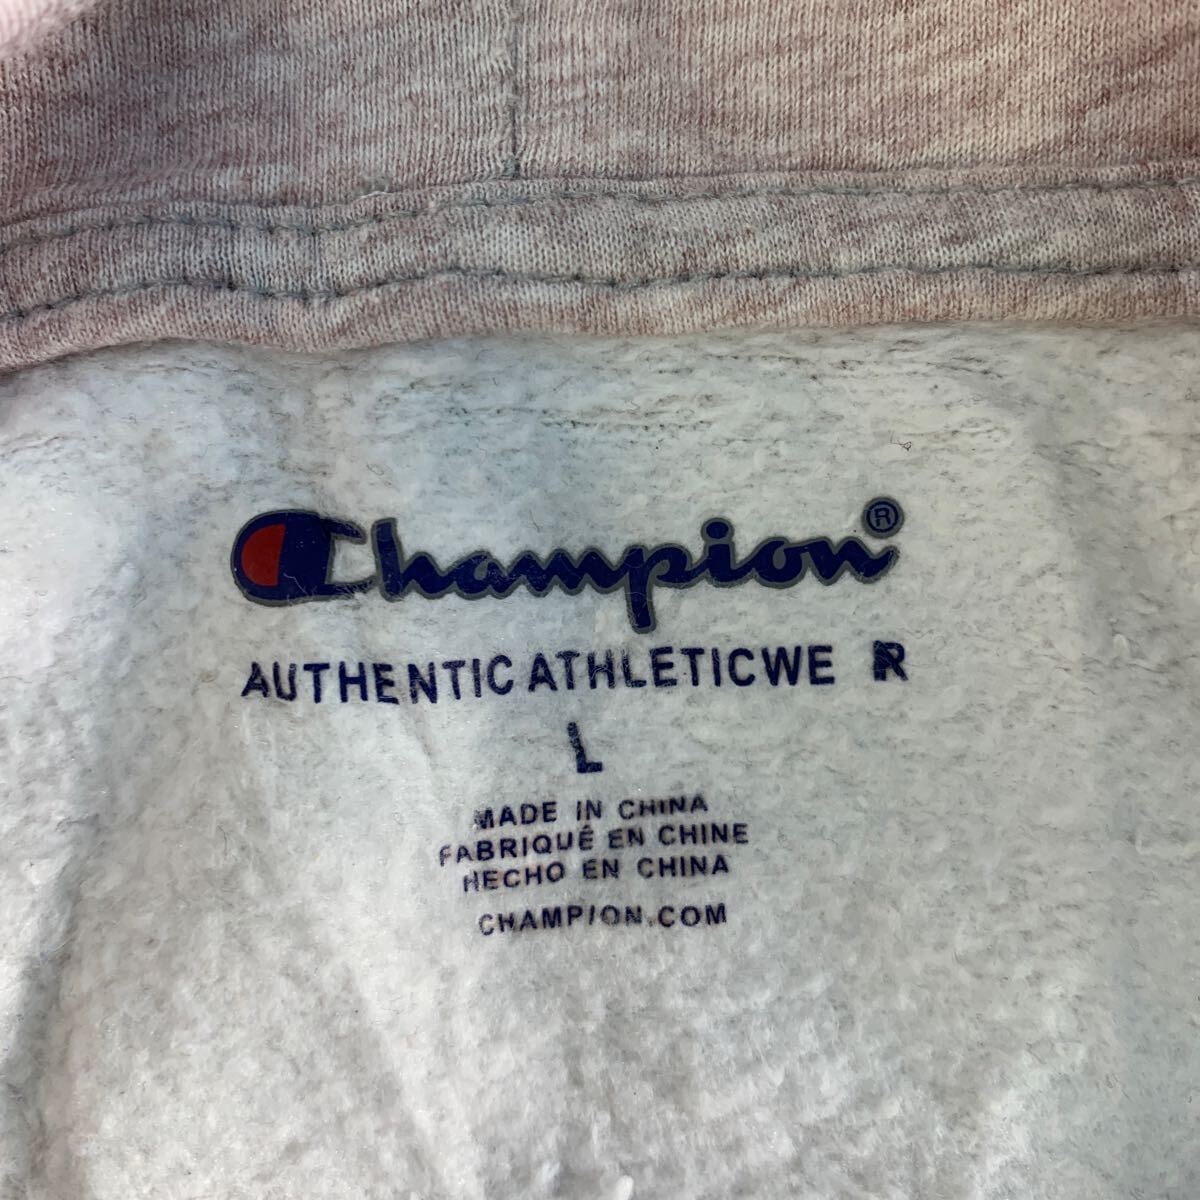 Champion®
AUTHENTIC ATHLETICWE R
L
MADE IN CHINA
FABRIQUÉ EN CHINE
HECHO EN CHINA
CHAMPION.COM